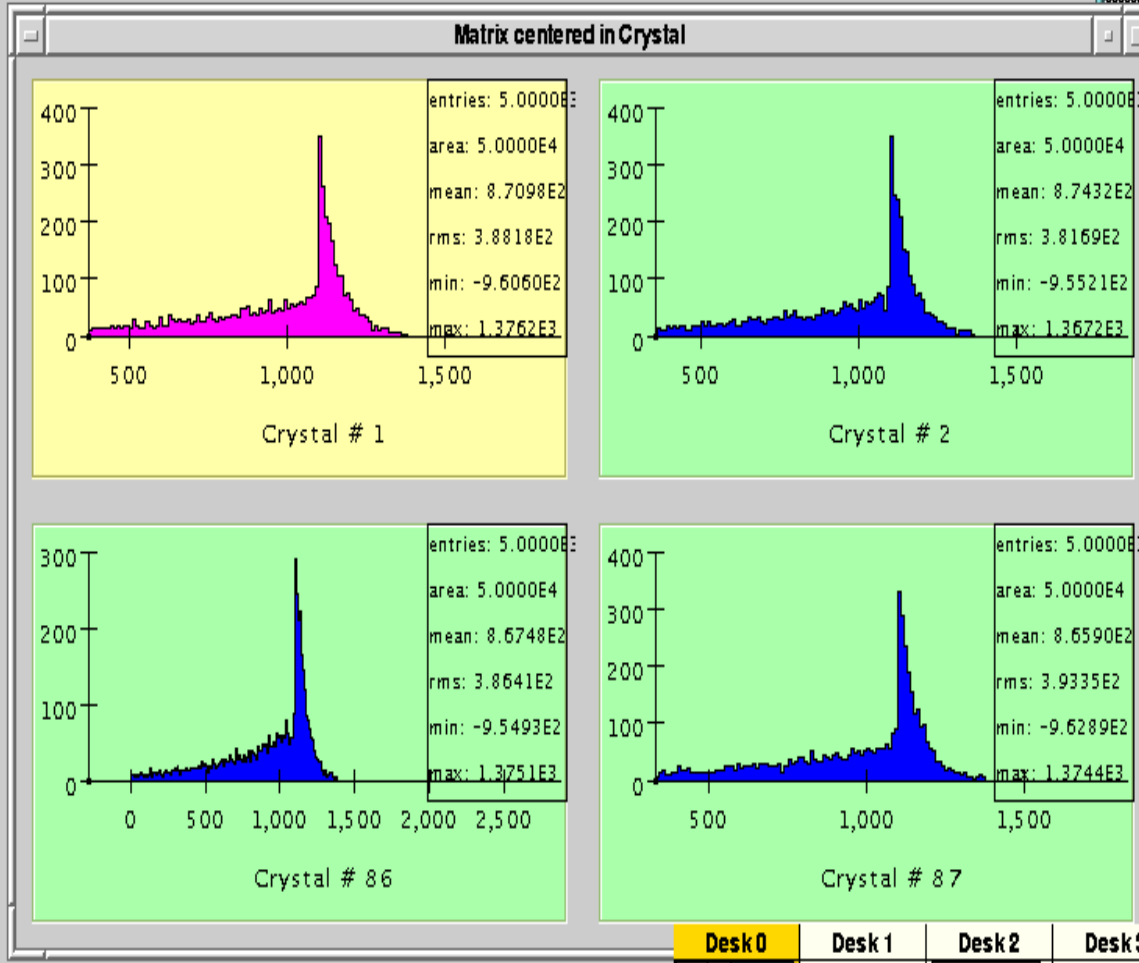 Matrix centered in Crystal
400
300
200
100
0
500 1,000 1,500
Crystal # 1
entries: 5.0000E
area: 5.0000E4
mean: 8.7098E2
rms: 3.8818E2
min: -9.6060E2
max: 1.3762E3
400
300
200
100
0
500 1,000 1,500
Crystal # 2
entries: 5.0000E
area: 5.0000E4
mean: 8.7432E2
rms: 3.8169E2
min: -9.5521E2
max: 1.3672E3
300
200
100
0
0 500 1,000 1,500 2,000 2,500
Crystal # 86
entries: 5.0000E
area: 5.0000E4
mean: 8.6748E2
rms: 3.8641E2
min: -9.5493E2
max: 1.3751E3
400
300
200
100
0
500 1,000 1,500
Crystal # 87
entries: 5.0000E
area: 5.0000E4
mean: 8.6590E2
rms: 3.9335E2
min: -9.6289E2
max: 1.3744E3
Desk 0 Desk 1 Desk 2 Desk